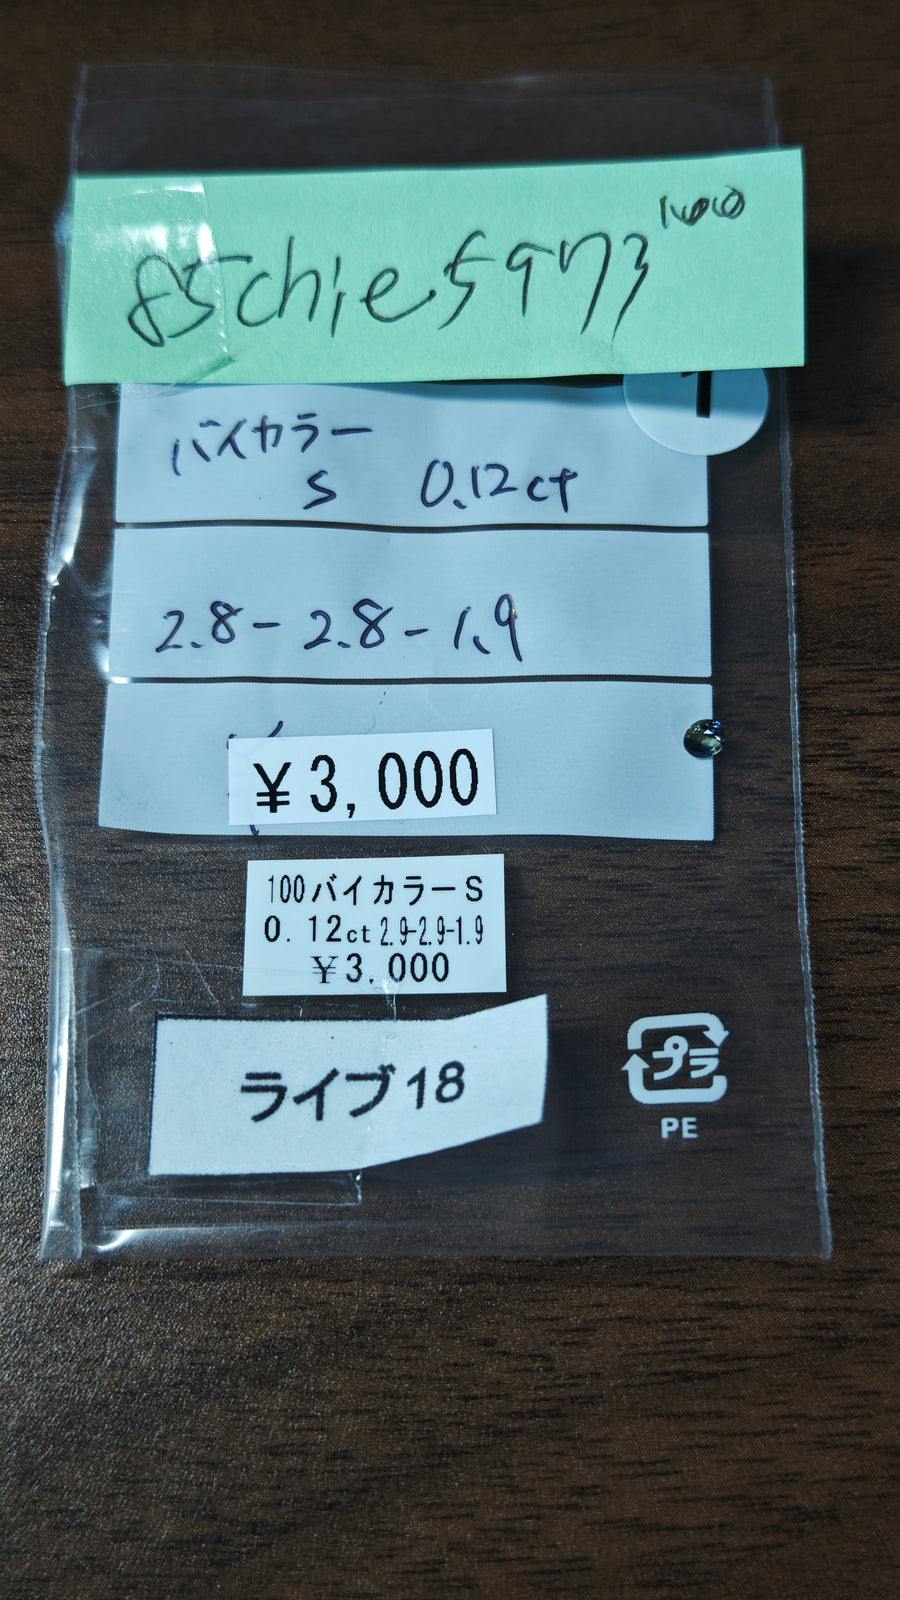 85chie5973 1600
1
バイカラー
S 0.12ct
2.8-2.8-1.9
¥3,000
100バイカラーS
0.12ct 2.9-2.9-1.9
¥3,000
ライブ18
プラ
PE